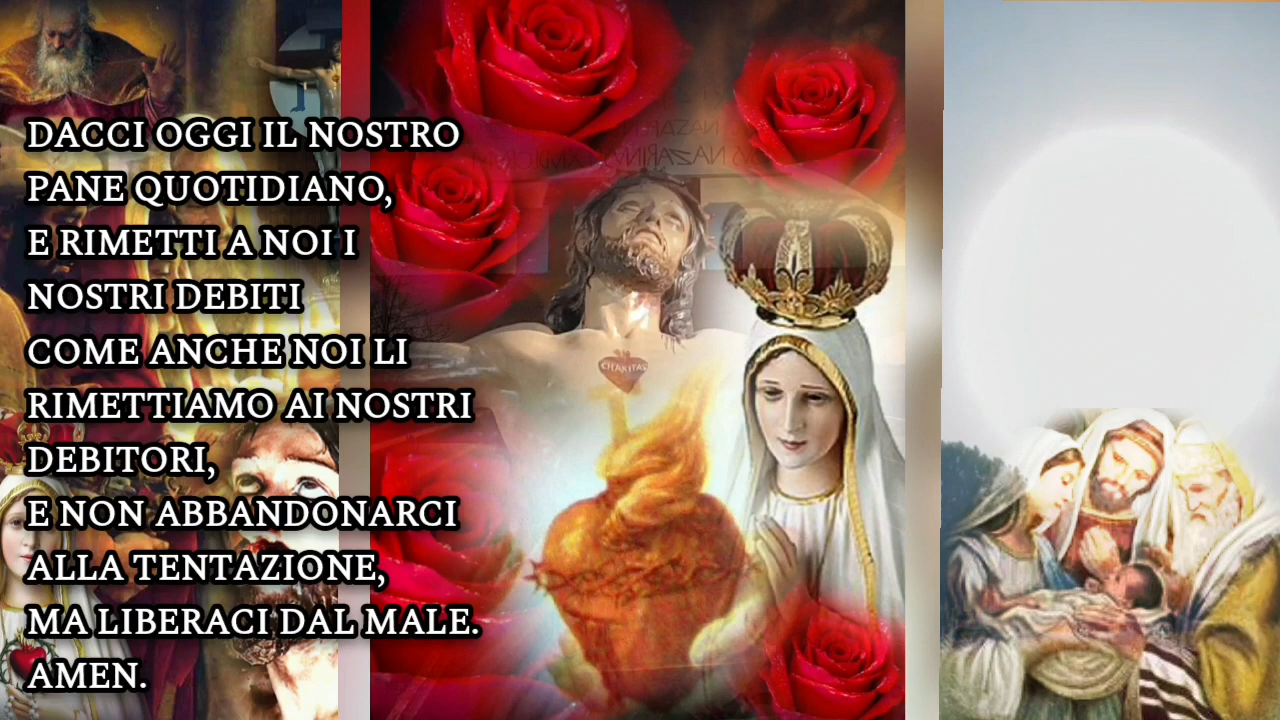 DACCI OGGI IL NOSTRO
PANE QUOTIDIANO,
E RIMETTI A NOI I
NOSTRI DEBITI
COME ANCHE NOI LI
RIMETTIAMO AI NOSTRI
DEBITORI,
E NON ABBANDONARCI
ALLA TENTAZIONE,
MA LIBERACI DAL MALE.
AMEN.
CHARITAS